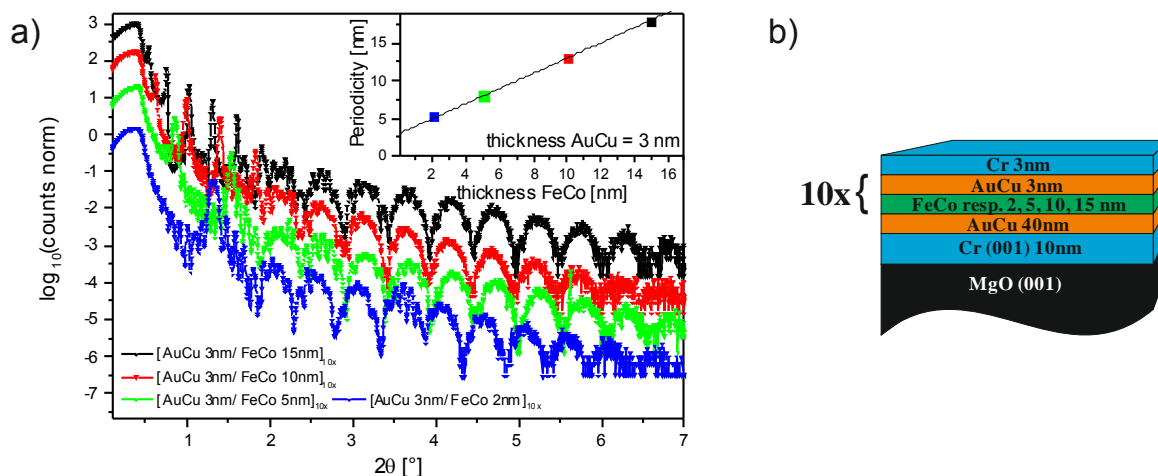 a)
3
2
1
0
-1
-2
-3
-4
-5
-6
-7
log10(counts norm)
1 2 3 4 5 6 7
2θ [°]
15
10
5
Periodicity [nm]
thickness AuCu = 3 nm
2 4 6 8 10 12 14 16
thickness FeCo [nm]
[AuCu 3nm/ FeCo 15nm]10x
[AuCu 3nm/ FeCo 10nm]10x
[AuCu 3nm/ FeCo 5nm]10x [AuCu 3nm/FeCo 2nm]10x
b)
10x {
Cr 3nm
AuCu 3nm
FeCo resp. 2, 5, 10, 15 nm
AuCu 40nm
Cr (001) 10nm
MgO (001)